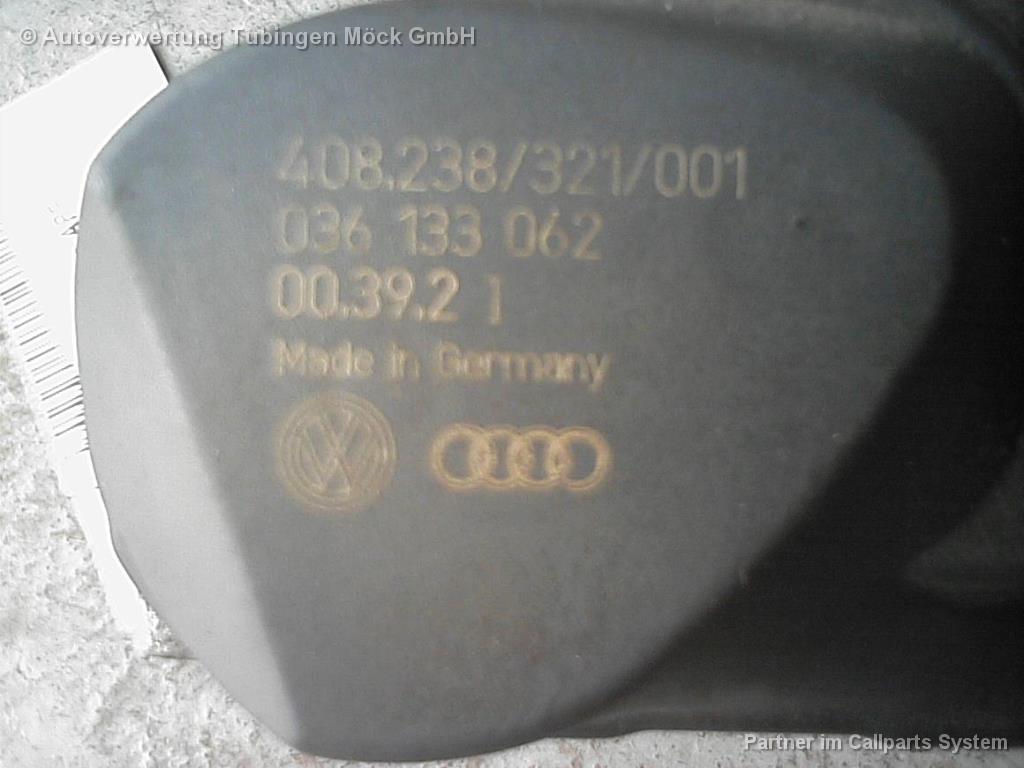 © Autoverwertung Tübingen Möck GmbH
408.238/321/001
036 133 062
00.39.2 1
Made in Germany
Partner im Callparts System